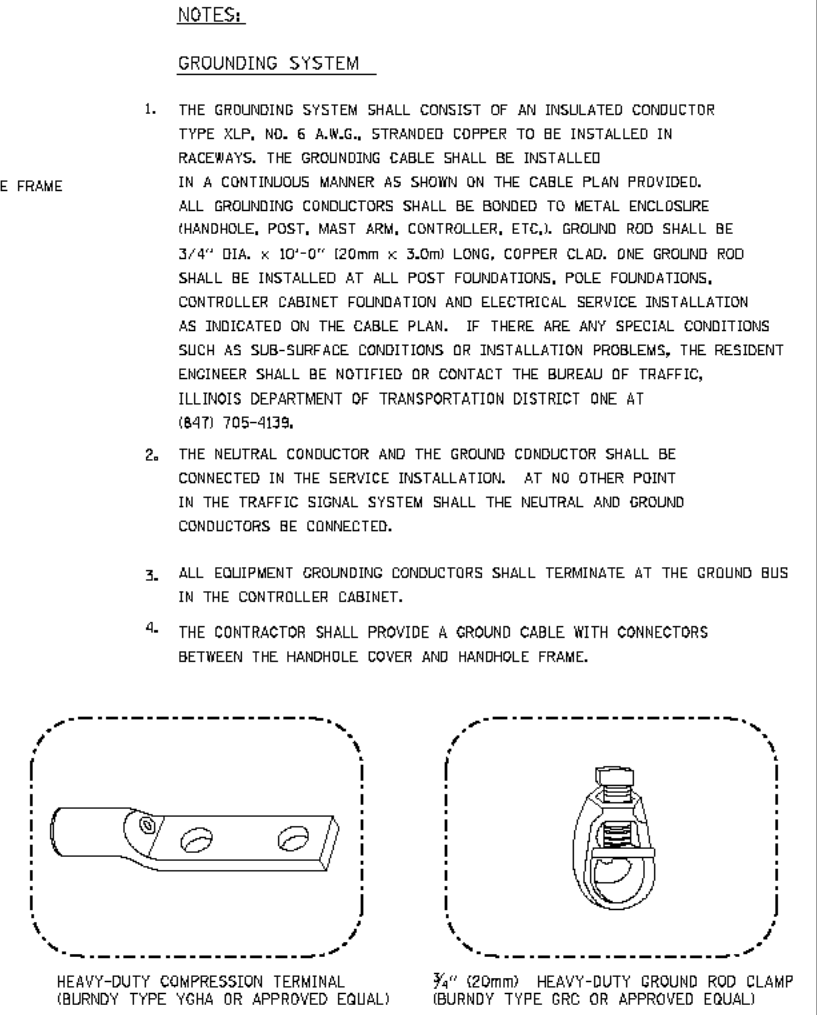 NOTES:
GROUNDING SYSTEM
1. THE GROUNDING SYSTEM SHALL CONSIST OF AN INSULATED CONDUCTOR
TYPE XLP, NO. 6 A.W.G., STRANDED COPPER TO BE INSTALLED IN
RACEWAYS. THE GROUNDING CABLE SHALL BE INSTALLED
IN A CONTINUOUS MANNER AS SHOWN ON THE CABLE PLAN PROVIDED.
ALL GROUNDING CONDUCTORS SHALL BE BONDED TO METAL ENCLOSURE
(HANDHOLE, POST, MAST ARM, CONTROLLER, ETC.). GROUND ROD SHALL BE
3/4" DIA. x 10'-0" (20mm x 3.0m) LONG, COPPER CLAD. ONE GROUND ROD
SHALL BE INSTALLED AT ALL POST FOUNDATIONS, POLE FOUNDATIONS,
CONTROLLER CABINET FOUNDATION AND ELECTRICAL SERVICE INSTALLATION
AS INDICATED ON THE CABLE PLAN. IF THERE ARE ANY SPECIAL CONDITIONS
SUCH AS SUB-SURFACE CONDITIONS OR INSTALLATION PROBLEMS, THE RESIDENT
ENGINEER SHALL BE NOTIFIED OR CONTACT THE BUREAU OF TRAFFIC,
ILLINOIS DEPARTMENT OF TRANSPORTATION DISTRICT ONE AT
(847) 705-4139.
E FRAME
2. THE NEUTRAL CONDUCTOR AND THE GROUND CONDUCTOR SHALL BE
CONNECTED IN THE SERVICE INSTALLATION. AT NO OTHER POINT
IN THE TRAFFIC SIGNAL SYSTEM SHALL THE NEUTRAL AND GROUND
CONDUCTORS BE CONNECTED.
3. ALL EQUIPMENT GROUNDING CONDUCTORS SHALL TERMINATE AT THE GROUND BUS
IN THE CONTROLLER CABINET.
4. THE CONTRACTOR SHALL PROVIDE A GROUND CABLE WITH CONNECTORS
BETWEEN THE HANDHOLE COVER AND HANDHOLE FRAME.
HEAVY-DUTY COMPRESSION TERMINAL
(BURNDY TYPE YGHA OR APPROVED EQUAL)
¾" (20mm) HEAVY-DUTY GROUND ROD CLAMP
(BURNDY TYPE GRC OR APPROVED EQUAL)